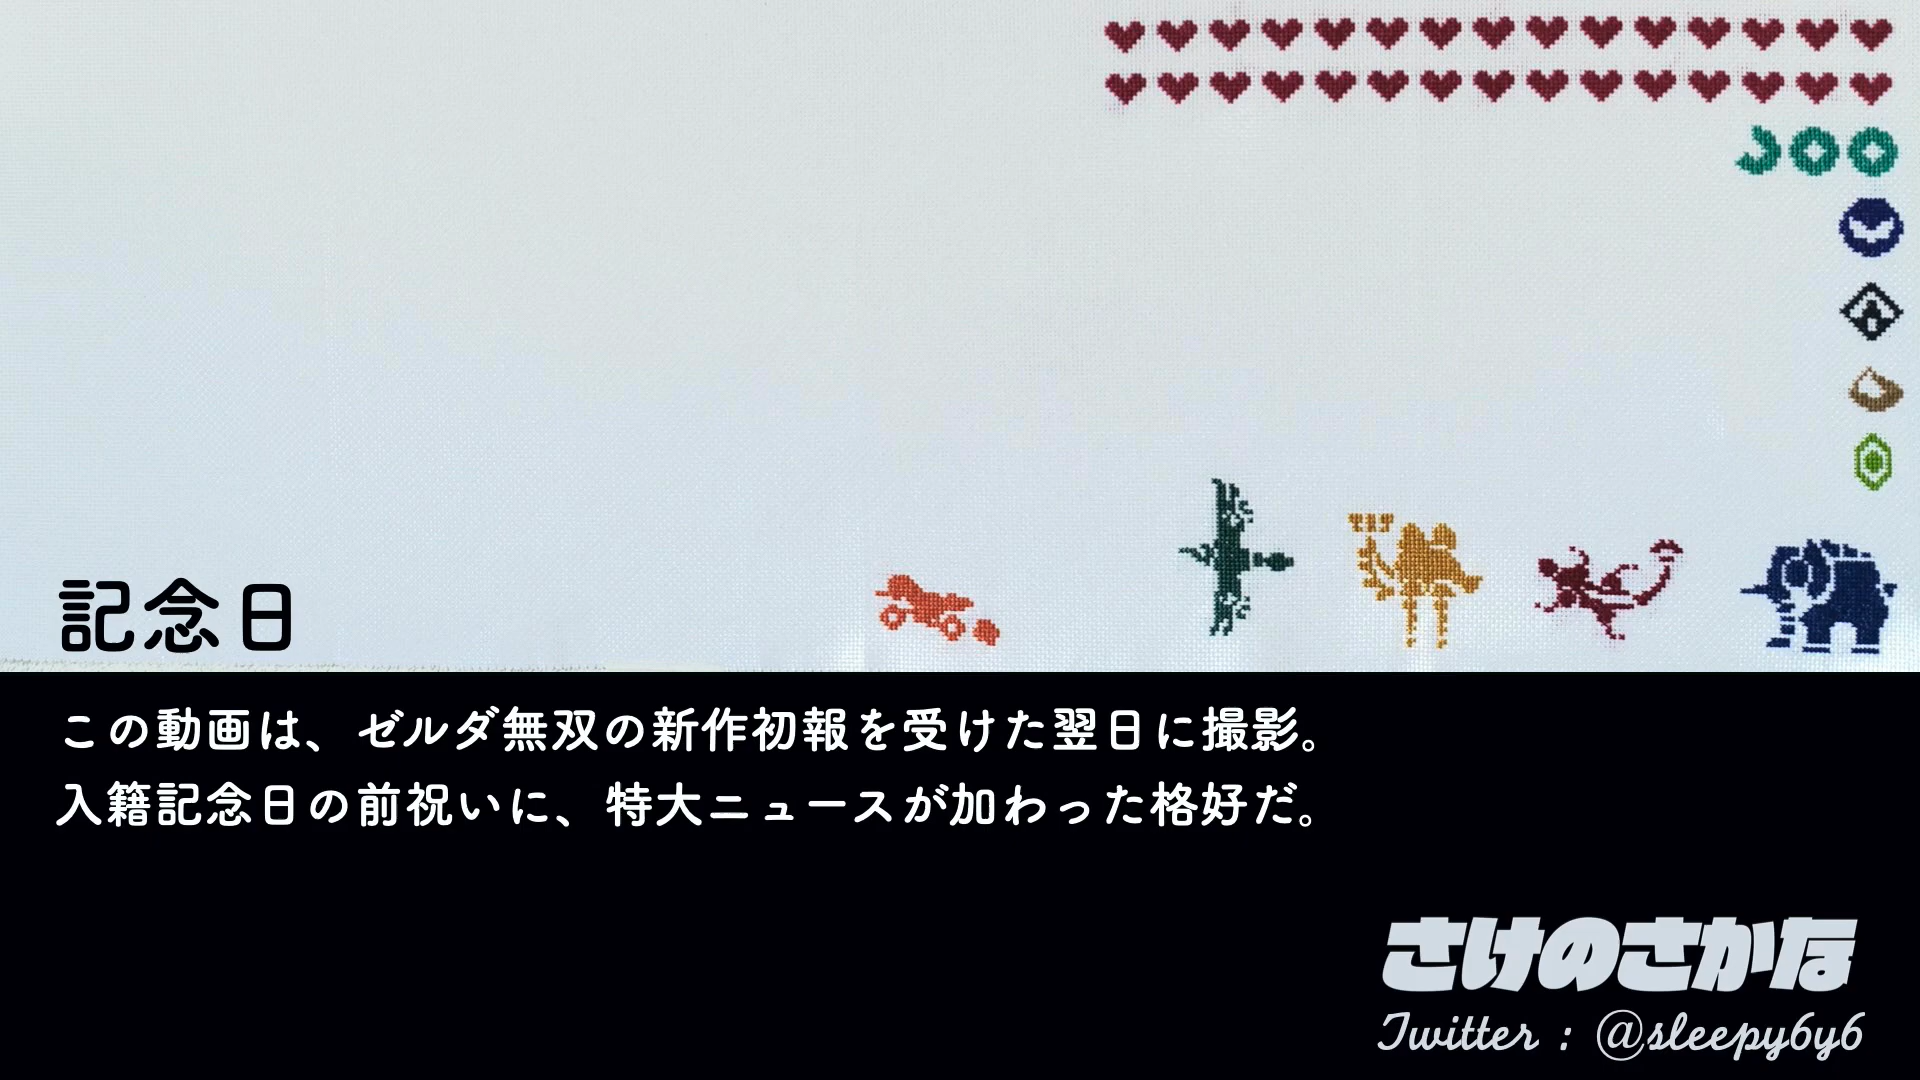 記念日
この動画は、ゼルダ無双の新作初報を受けた翌日に撮影。
入籍記念日の前祝いに、特大ニュースが加わった格好だ。
さけのさかな
Twitter : @sleepy6y6